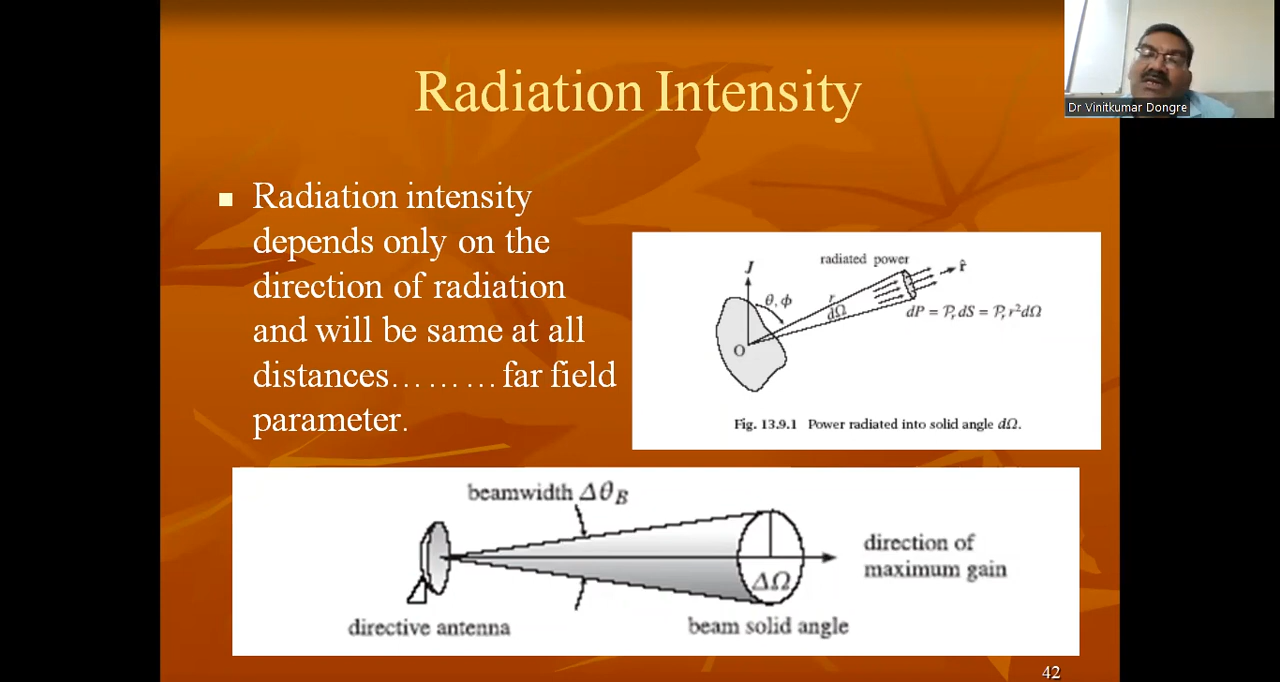 Radiation Intensity
Dr Vinitkumar Dongre
■ Radiation intensity
depends only on the
direction of radiation
and will be same at all
distances……… far field
parameter.
J
radiated power
r̂
θ, ϕ
r
dΩ
dP = 𝒫ᵣ dS = 𝒫ᵣ r²dΩ
O
Fig. 13.9.1 Power radiated into solid angle dΩ.
beamwidth Δθ_B
direction of
maximum gain
ΔΩ
directive antenna
beam solid angle
42